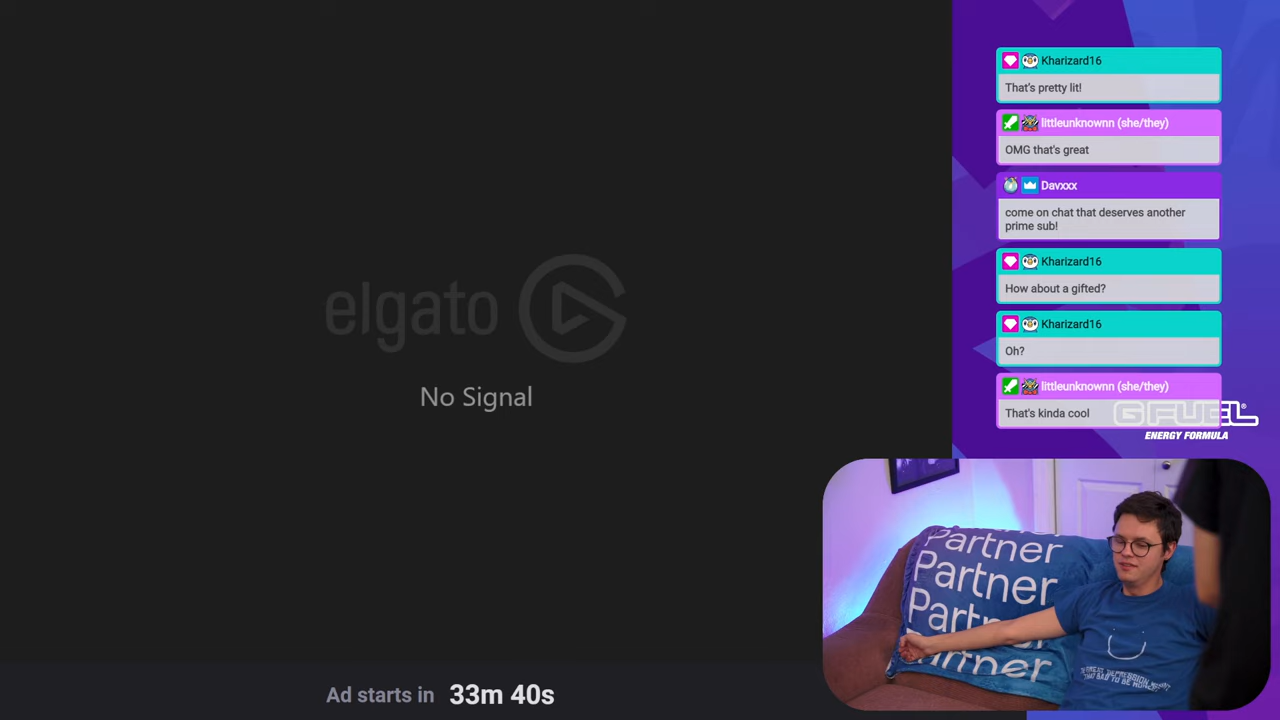 elgato
No Signal
Ad starts in 33m 40s
Kharizard16
That's pretty lit!
littleunknownn (she/they)
OMG that's great
Davxxx
come on chat that deserves another
prime sub!
Kharizard16
How about a gifted?
Kharizard16
Oh?
littleunknownn (she/they)
That's kinda cool
G FUEL®
ENERGY FORMULA
Partner
Partner
Partner
Partner